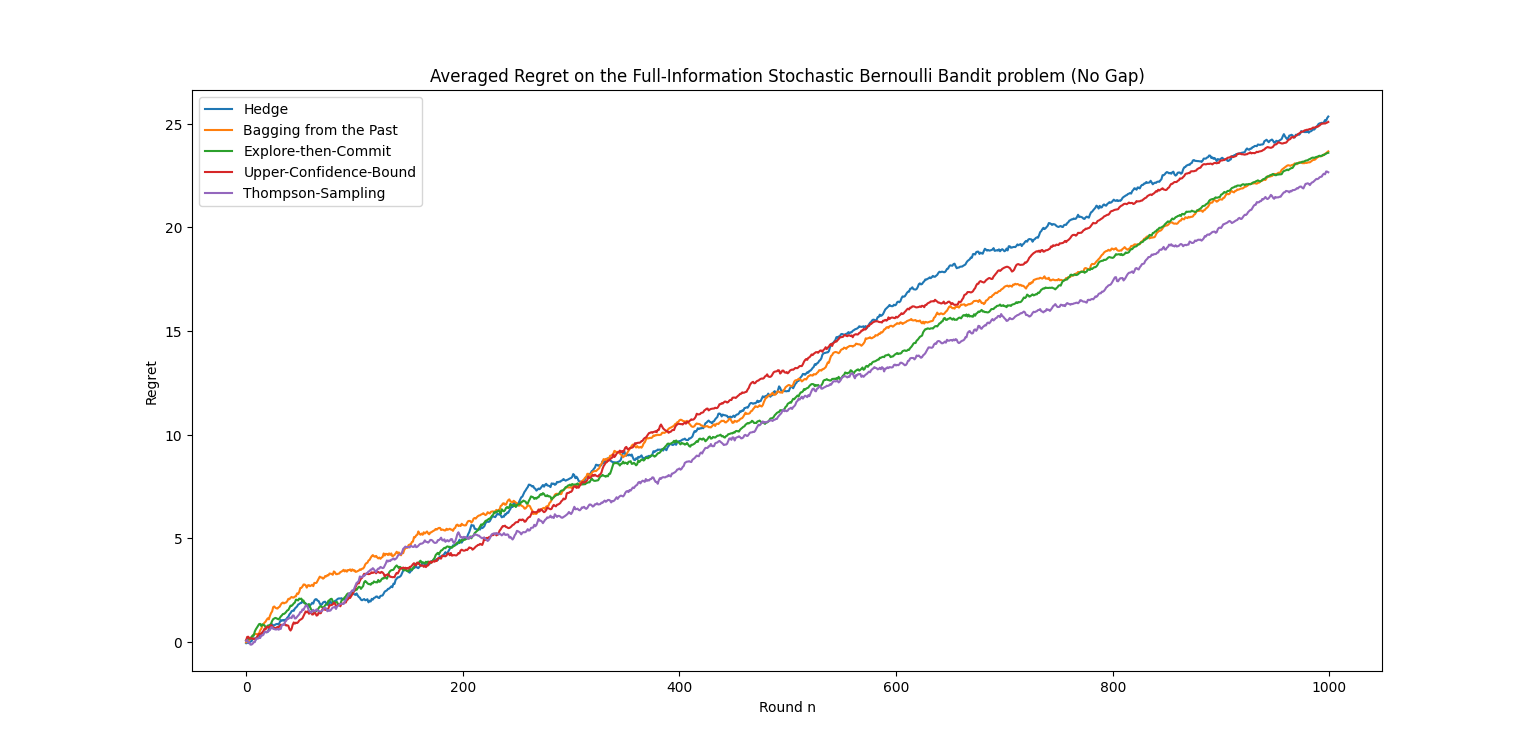 Averaged Regret on the Full-Information Stochastic Bernoulli Bandit problem (No Gap)
Hedge
Bagging from the Past
Explore-then-Commit
Upper-Confidence-Bound
Thompson-Sampling
25
20
15
10
5
0
Regret
0 200 400 600 800 1000
Round n